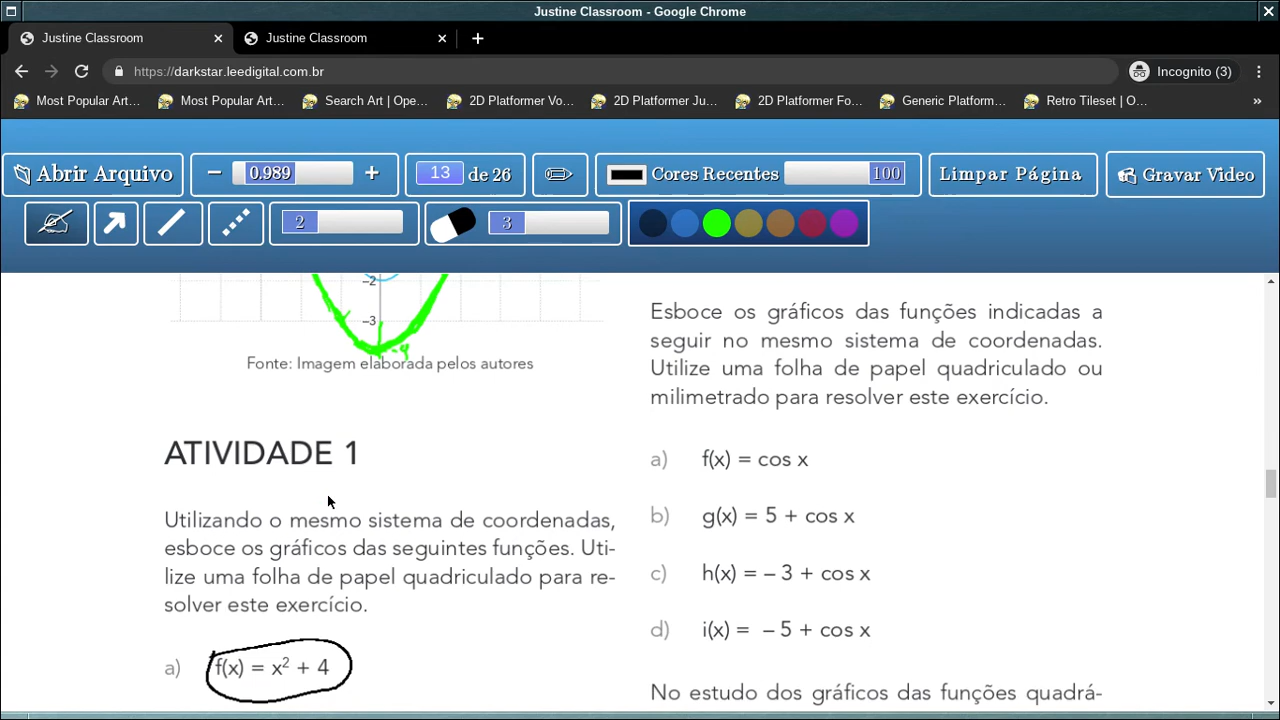 Justine Classroom - Google Chrome
Justine Classroom
Justine Classroom
https://darkstar.leedigital.com.br
Incognito (3)
Most Popular Art...
Most Popular Art...
Search Art | Ope...
2D Platformer Vo...
2D Platformer Ju...
2D Platformer Fo...
Generic Platform...
Retro Tileset | O...
»
Abrir Arquivo
− 0.989 +
13 de 26
Cores Recentes 100
Limpar Página
Gravar Video
2
3
−2
−3
-4
Fonte: Imagem elaborada pelos autores
ATIVIDADE 1
Utilizando o mesmo sistema de coordenadas,
esboce os gráficos das seguintes funções. Uti-
lize uma folha de papel quadriculado para re-
solver este exercício.
a) f(x) = x² + 4
Esboce os gráficos das funções indicadas a
seguir no mesmo sistema de coordenadas.
Utilize uma folha de papel quadriculado ou
milimetrado para resolver este exercício.
a) f(x) = cos x
b) g(x) = 5 + cos x
c) h(x) = – 3 + cos x
d) i(x) = – 5 + cos x
No estudo dos gráficos das funções quadrá-